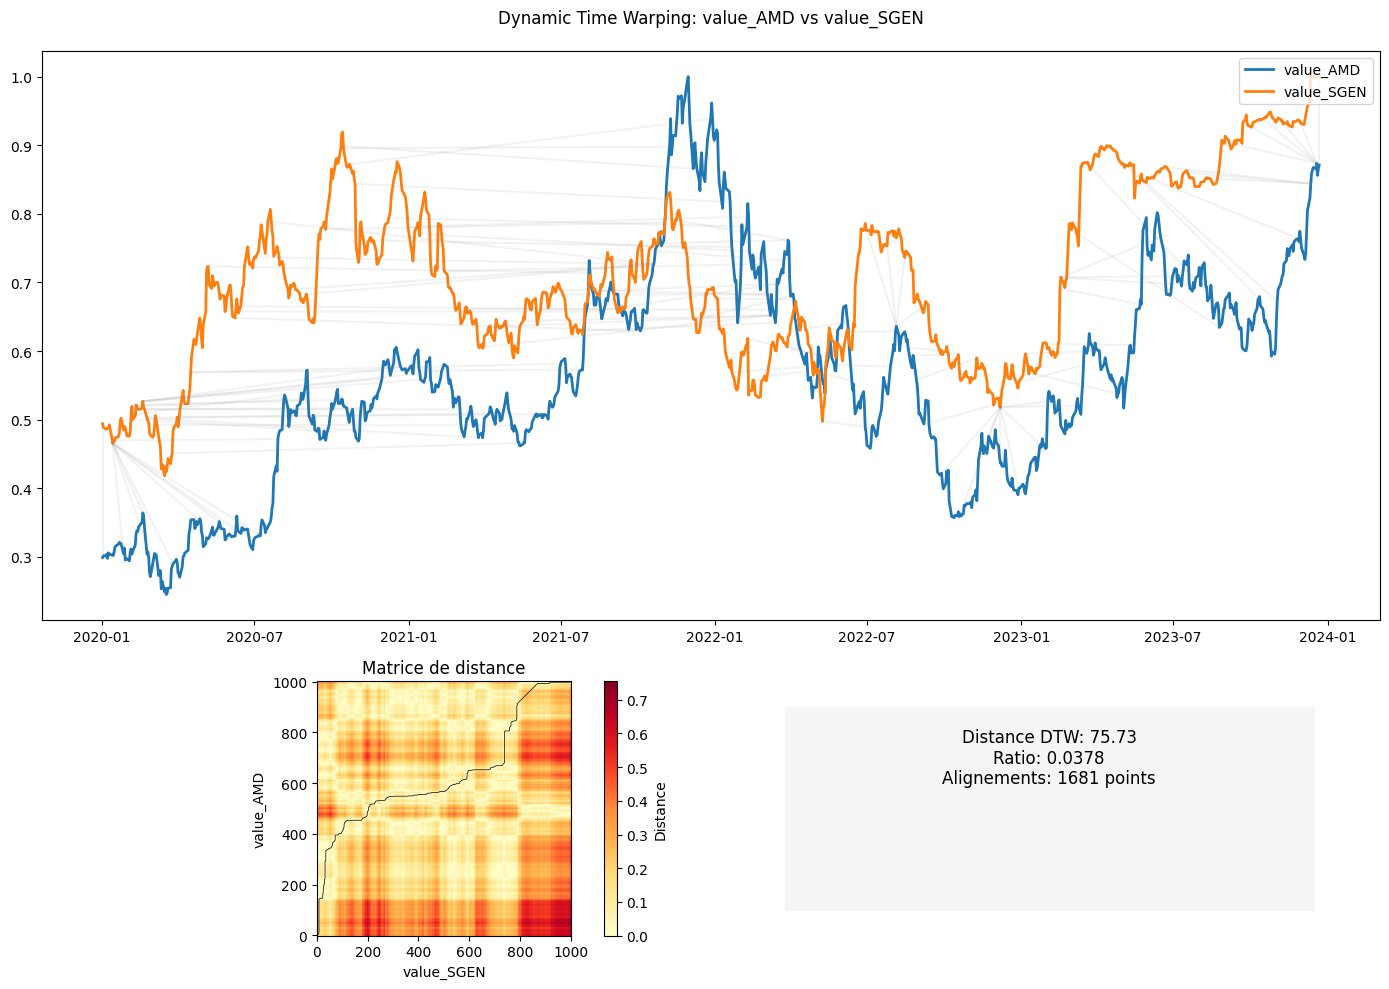 Dynamic Time Warping: value_AMD vs value_SGEN
value_AMD
value_SGEN
1.0
0.9
0.8
0.7
0.6
0.5
0.4
0.3
2020-01 2020-07 2021-01 2021-07 2022-01 2022-07 2023-01 2023-07 2024-01
Matrice de distance
value_AMD
1000
800
600
400
200
0
0 200 400 600 800 1000
value_SGEN
0.7
0.6
0.5
0.4
0.3
0.2
0.1
0.0
Distance
Distance DTW: 75.73
Ratio: 0.0378
Alignements: 1681 points